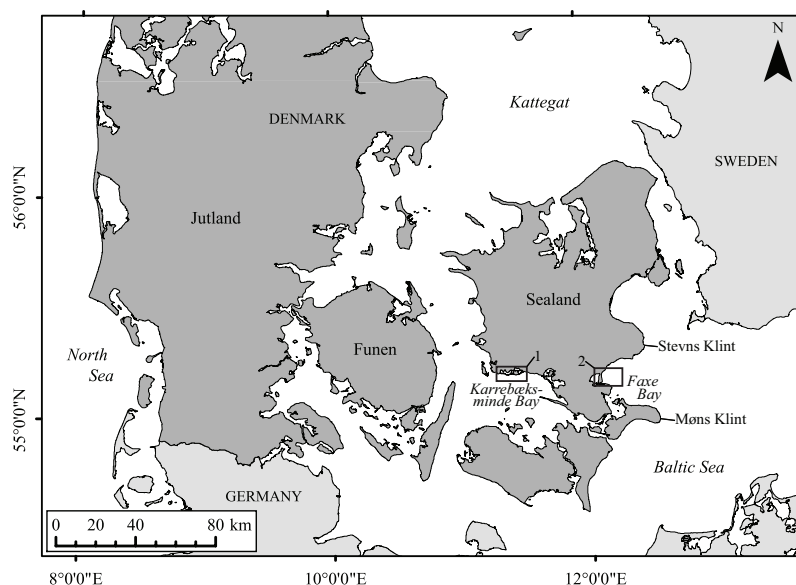 N
Kattegat
DENMARK
SWEDEN
56°0'0"N
Jutland
Sealand
Stevns Klint
North
Sea
Funen
1
2
Karrebæks-
minde Bay
Faxe
Bay
55°0'0"N
Møns Klint
Baltic Sea
GERMANY
0 20 40 80 km
8°0'0"E
10°0'0"E
12°0'0"E